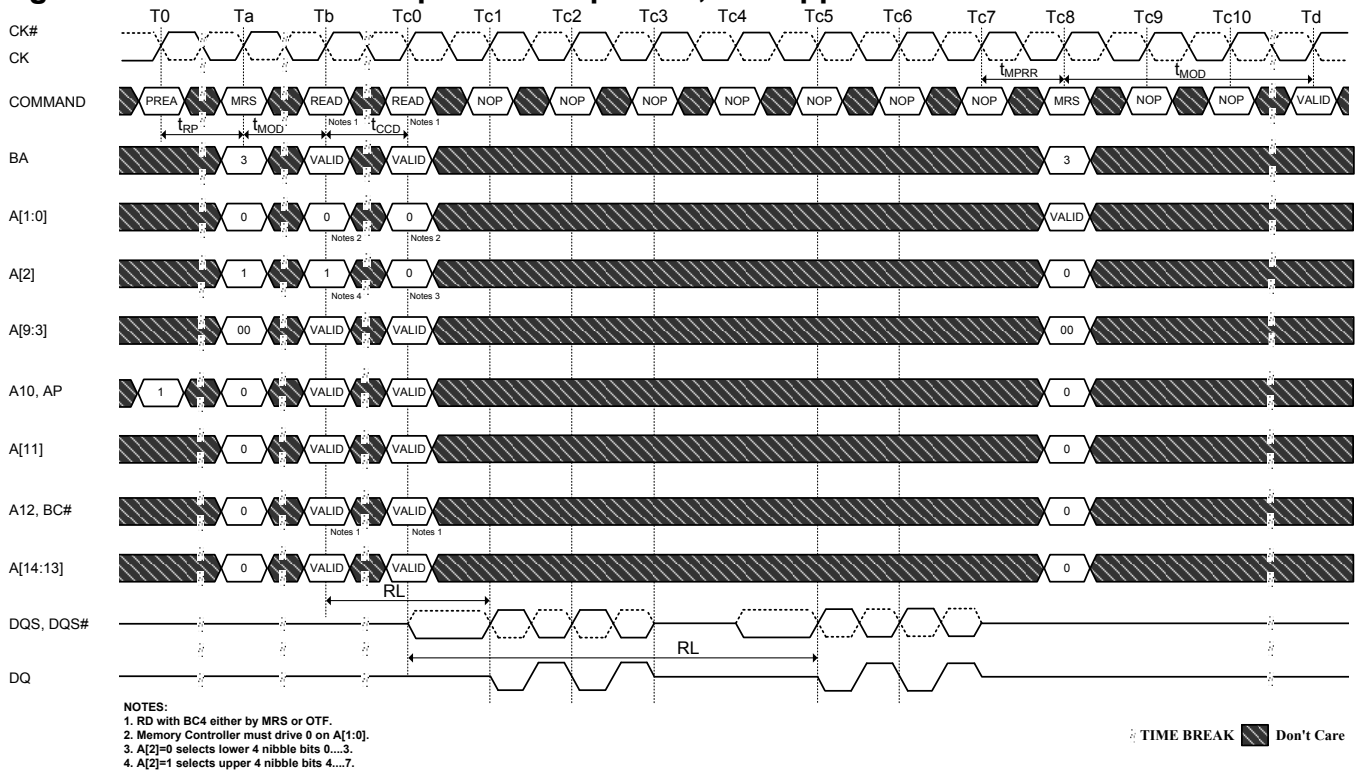 T0 Ta Tb Tc0 Tc1 Tc2 Tc3 Tc4 Tc5 Tc6 Tc7 Tc8 Tc9 Tc10 Td
CK#
CK
tMPRR tMOD
COMMAND PREA MRS READ READ NOP NOP NOP NOP NOP NOP NOP MRS NOP NOP VALID
Notes 1 Notes 1
tRP tMOD tCCD
BA 3 VALID VALID 3
A[1:0] 0 0 0 VALID
Notes 2 Notes 2
A[2] 1 1 0 0
Notes 4 Notes 3
A[9:3] 00 VALID VALID 00
A10, AP 1 0 VALID VALID 0
A[11] 0 VALID VALID 0
A12, BC# 0 VALID VALID 0
Notes 1 Notes 1
A[14:13] 0 VALID VALID 0
RL
DQS, DQS#
RL
DQ
NOTES:
1. RD with BC4 either by MRS or OTF.
2. Memory Controller must drive 0 on A[1:0].
3. A[2]=0 selects lower 4 nibble bits 0....3.
4. A[2]=1 selects upper 4 nibble bits 4....7.
TIME BREAK Don't Care